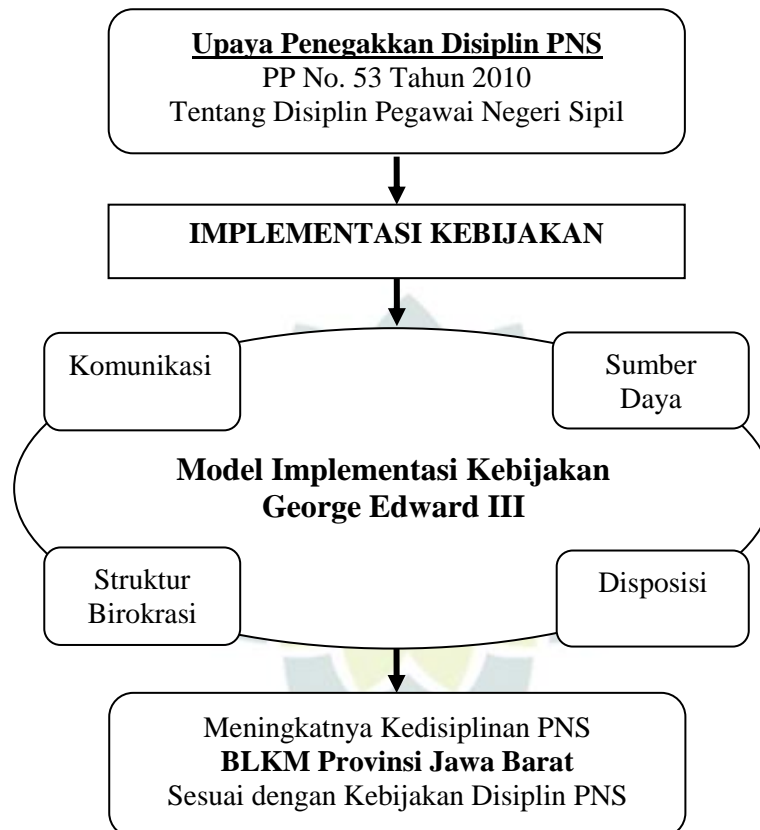 Upaya Penegakkan Disiplin PNS
PP No. 53 Tahun 2010
Tentang Disiplin Pegawai Negeri Sipil
IMPLEMENTASI KEBIJAKAN
Komunikasi
Sumber
Daya
Model Implementasi Kebijakan
George Edward III
Struktur
Birokrasi
Disposisi
Meningkatnya Kedisiplinan PNS
BLKM Provinsi Jawa Barat
Sesuai dengan Kebijakan Disiplin PNS